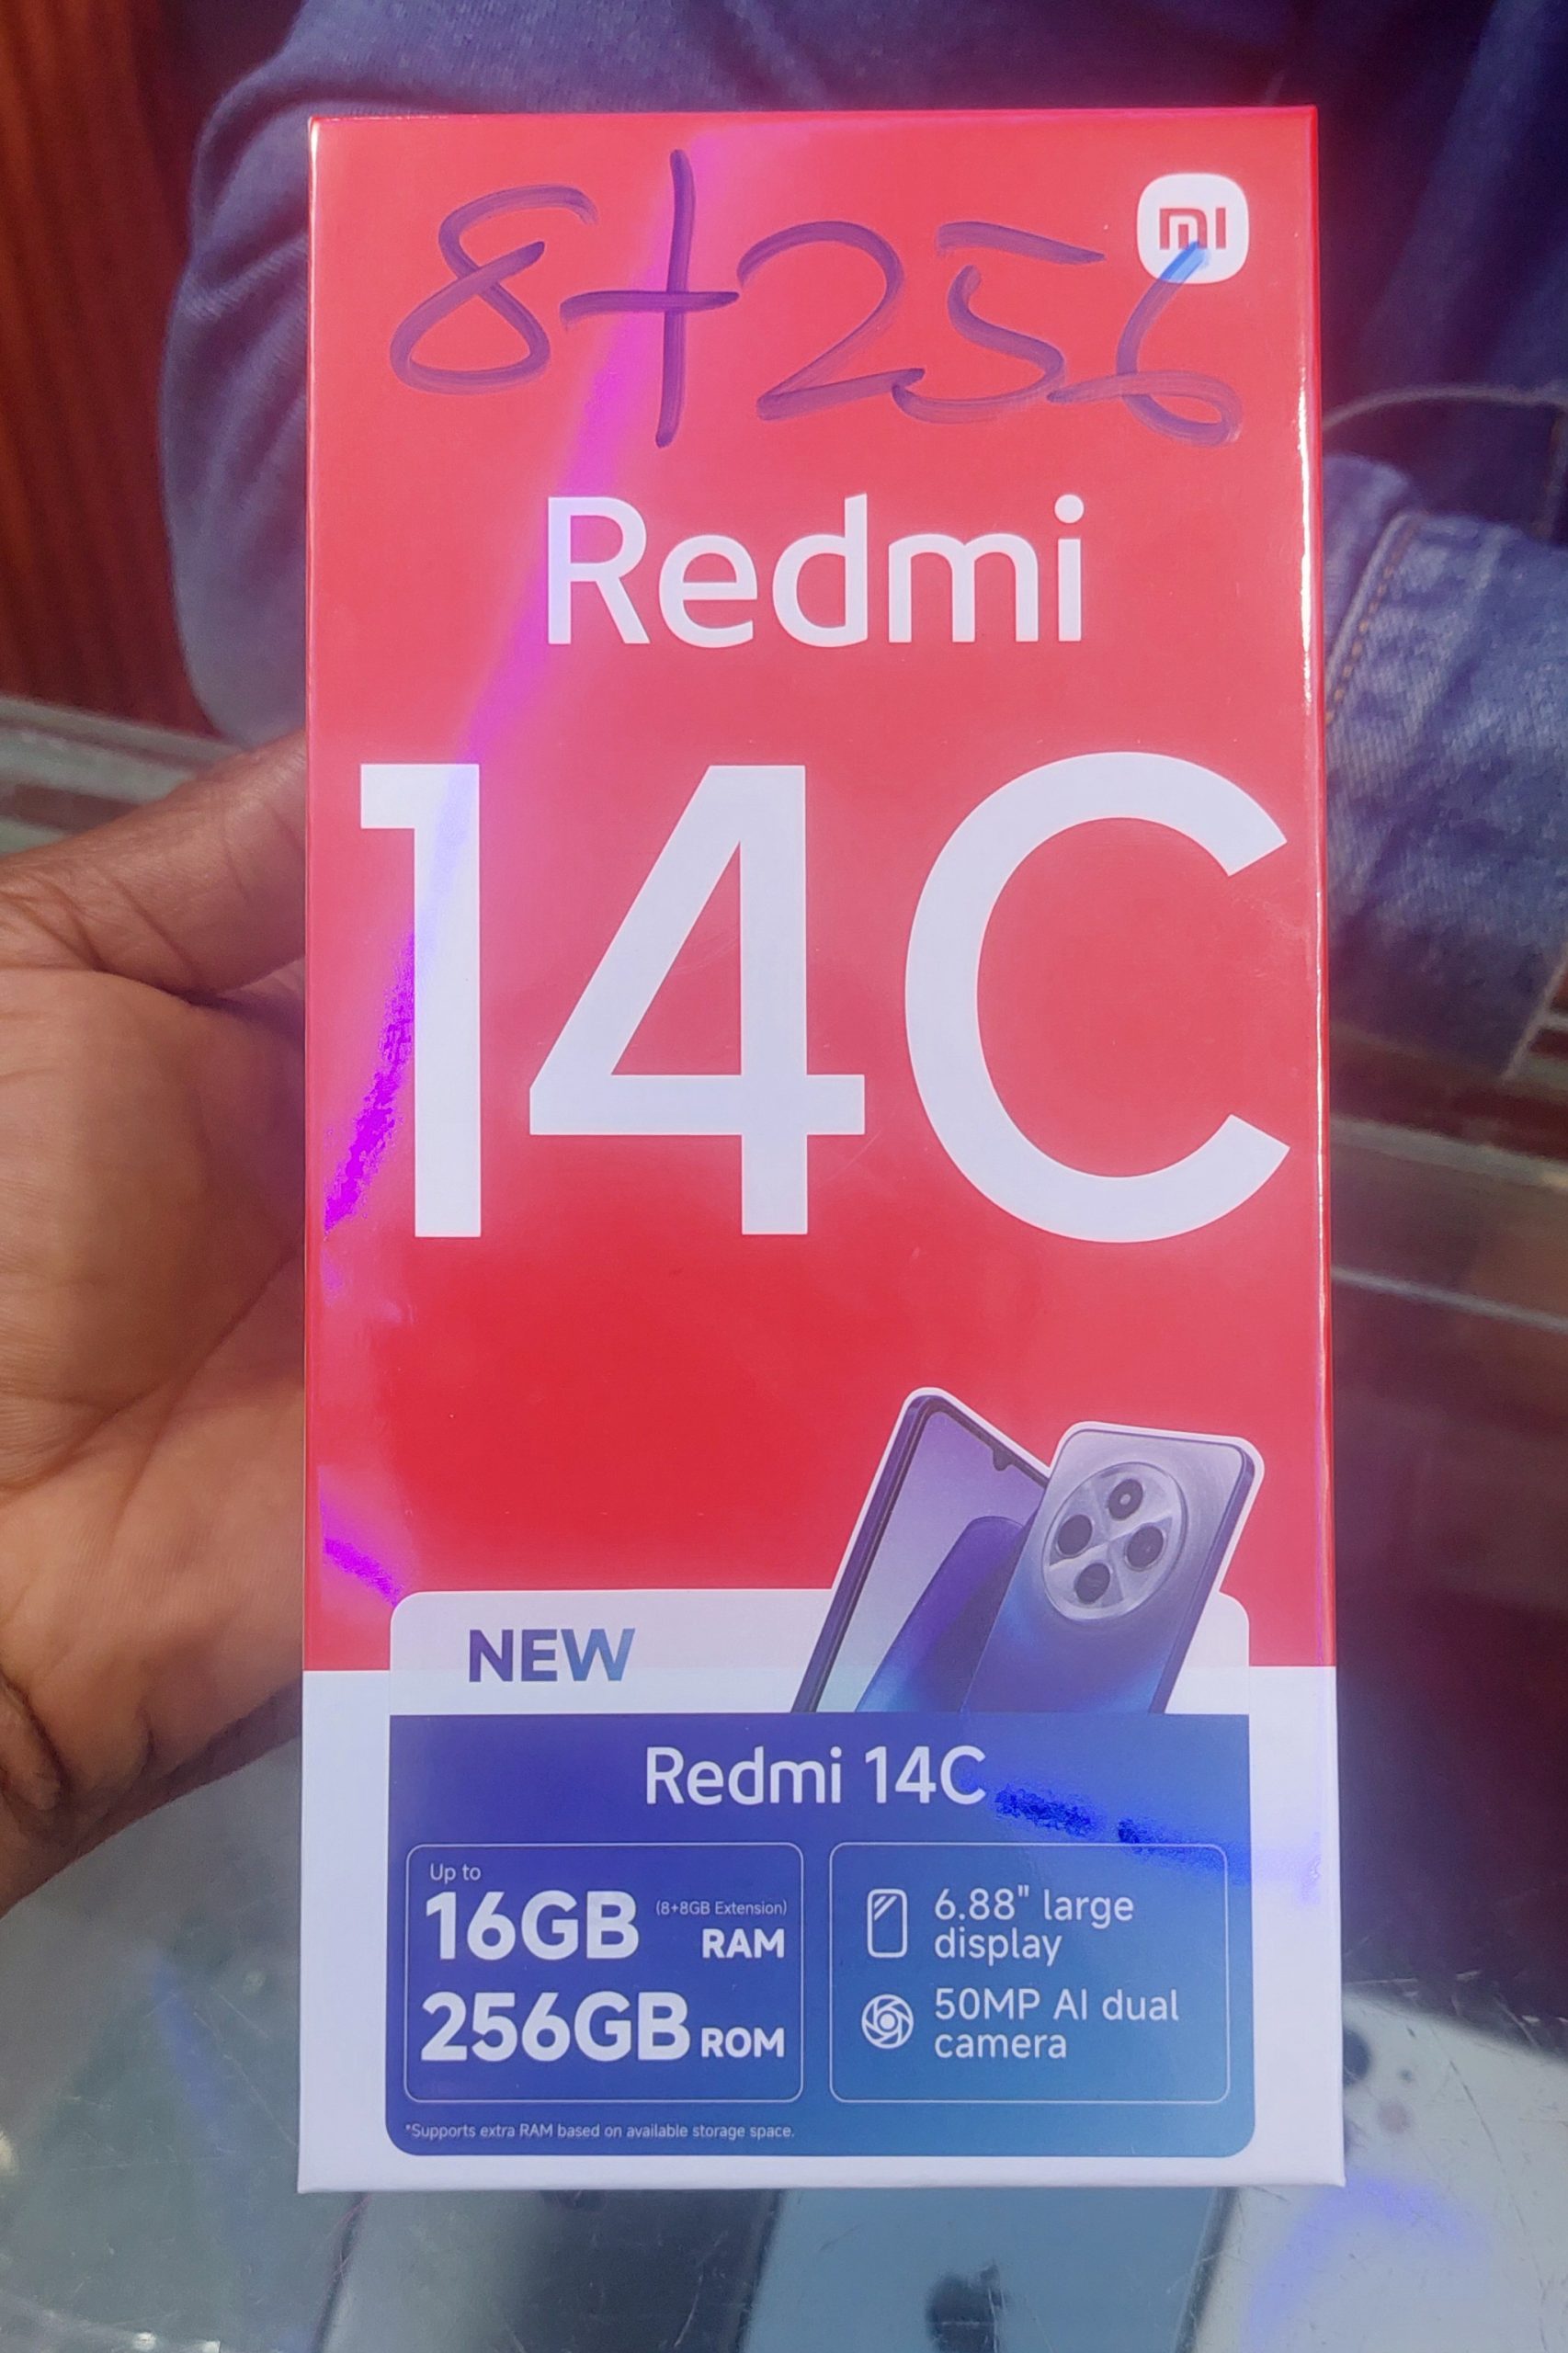 8+256
mi
Redmi
14C
NEW
Redmi 14C
Up to
16GB (8+8GB Extension) RAM
256GB ROM
6.88" large
display
50MP AI dual
camera
*Supports extra RAM based on available storage space.